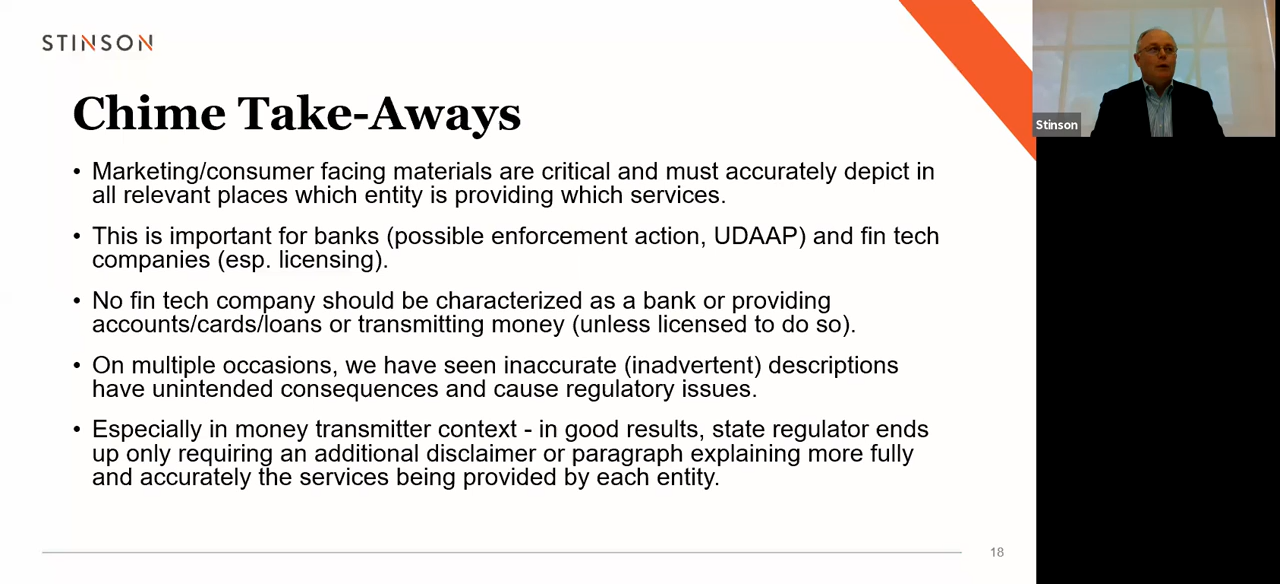 STINSON
Stinson
Chime Take-Aways
• Marketing/consumer facing materials are critical and must accurately depict in
all relevant places which entity is providing which services.
• This is important for banks (possible enforcement action, UDAAP) and fin tech
companies (esp. licensing).
• No fin tech company should be characterized as a bank or providing
accounts/cards/loans or transmitting money (unless licensed to do so).
• On multiple occasions, we have seen inaccurate (inadvertent) descriptions
have unintended consequences and cause regulatory issues.
• Especially in money transmitter context - in good results, state regulator ends
up only requiring an additional disclaimer or paragraph explaining more fully
and accurately the services being provided by each entity.
18